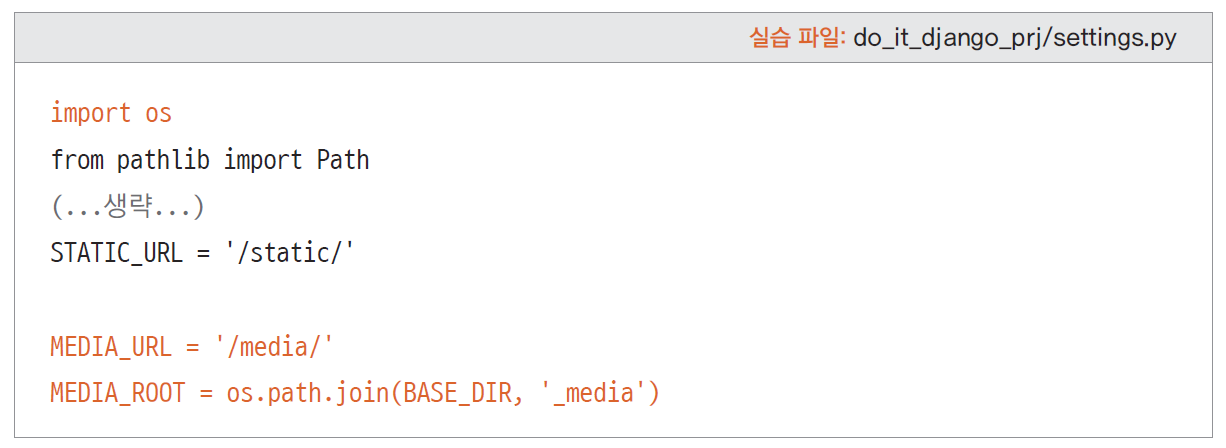 실습 파일: do_it_django_prj/settings.py
import os
from pathlib import Path
(...생략...)
STATIC_URL = '/static/'
MEDIA_URL = '/media/'
MEDIA_ROOT = os.path.join(BASE_DIR, '_media')